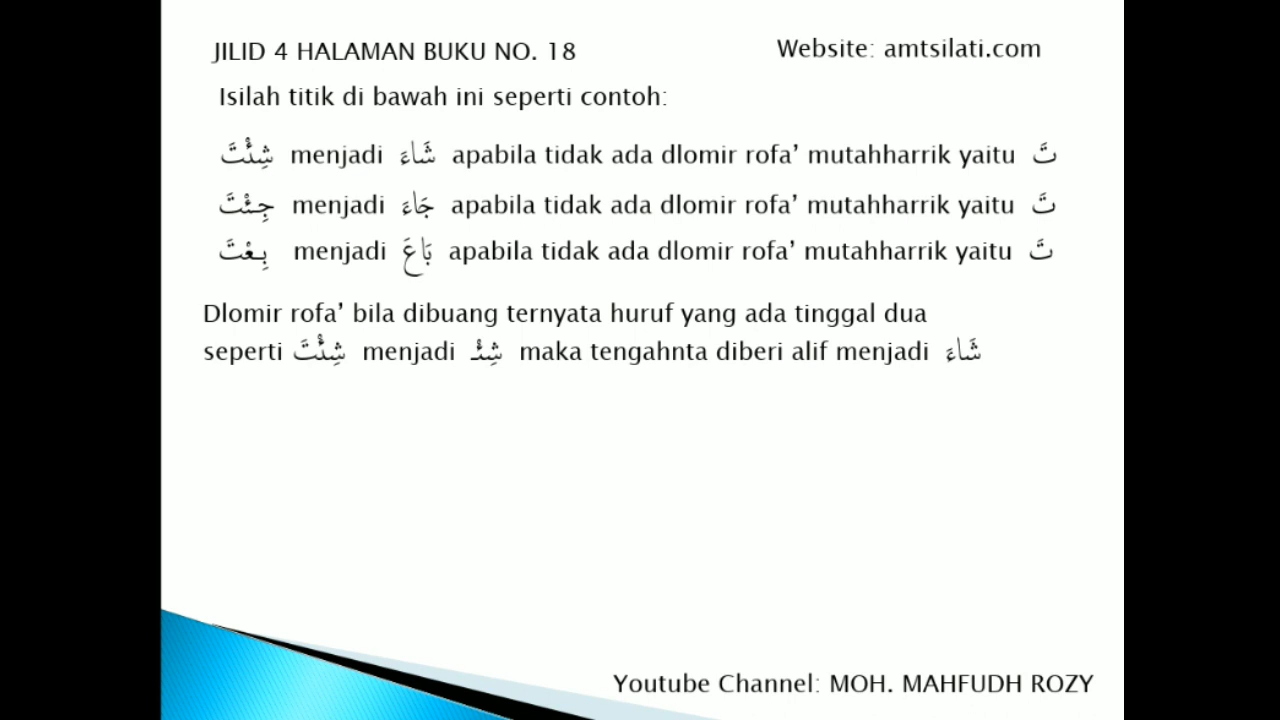 JILID 4 HALAMAN BUKU NO. 18
Website: amtsilati.com
Isilah titik di bawah ini seperti contoh:
شِئْتَ menjadi شَاءَ apabila tidak ada dlomir rofa’ mutahharrik yaitu تَّ
جِئْتَ menjadi جَاءَ apabila tidak ada dlomir rofa’ mutahharrik yaitu تَّ
بِعْتَ menjadi بَاعَ apabila tidak ada dlomir rofa’ mutahharrik yaitu تَّ
Dlomir rofa’ bila dibuang ternyata huruf yang ada tinggal dua
seperti شِئْتَ menjadi شِئْـ maka tengahnta diberi alif menjadi شَاءَ
Youtube Channel: MOH. MAHFUDH ROZY